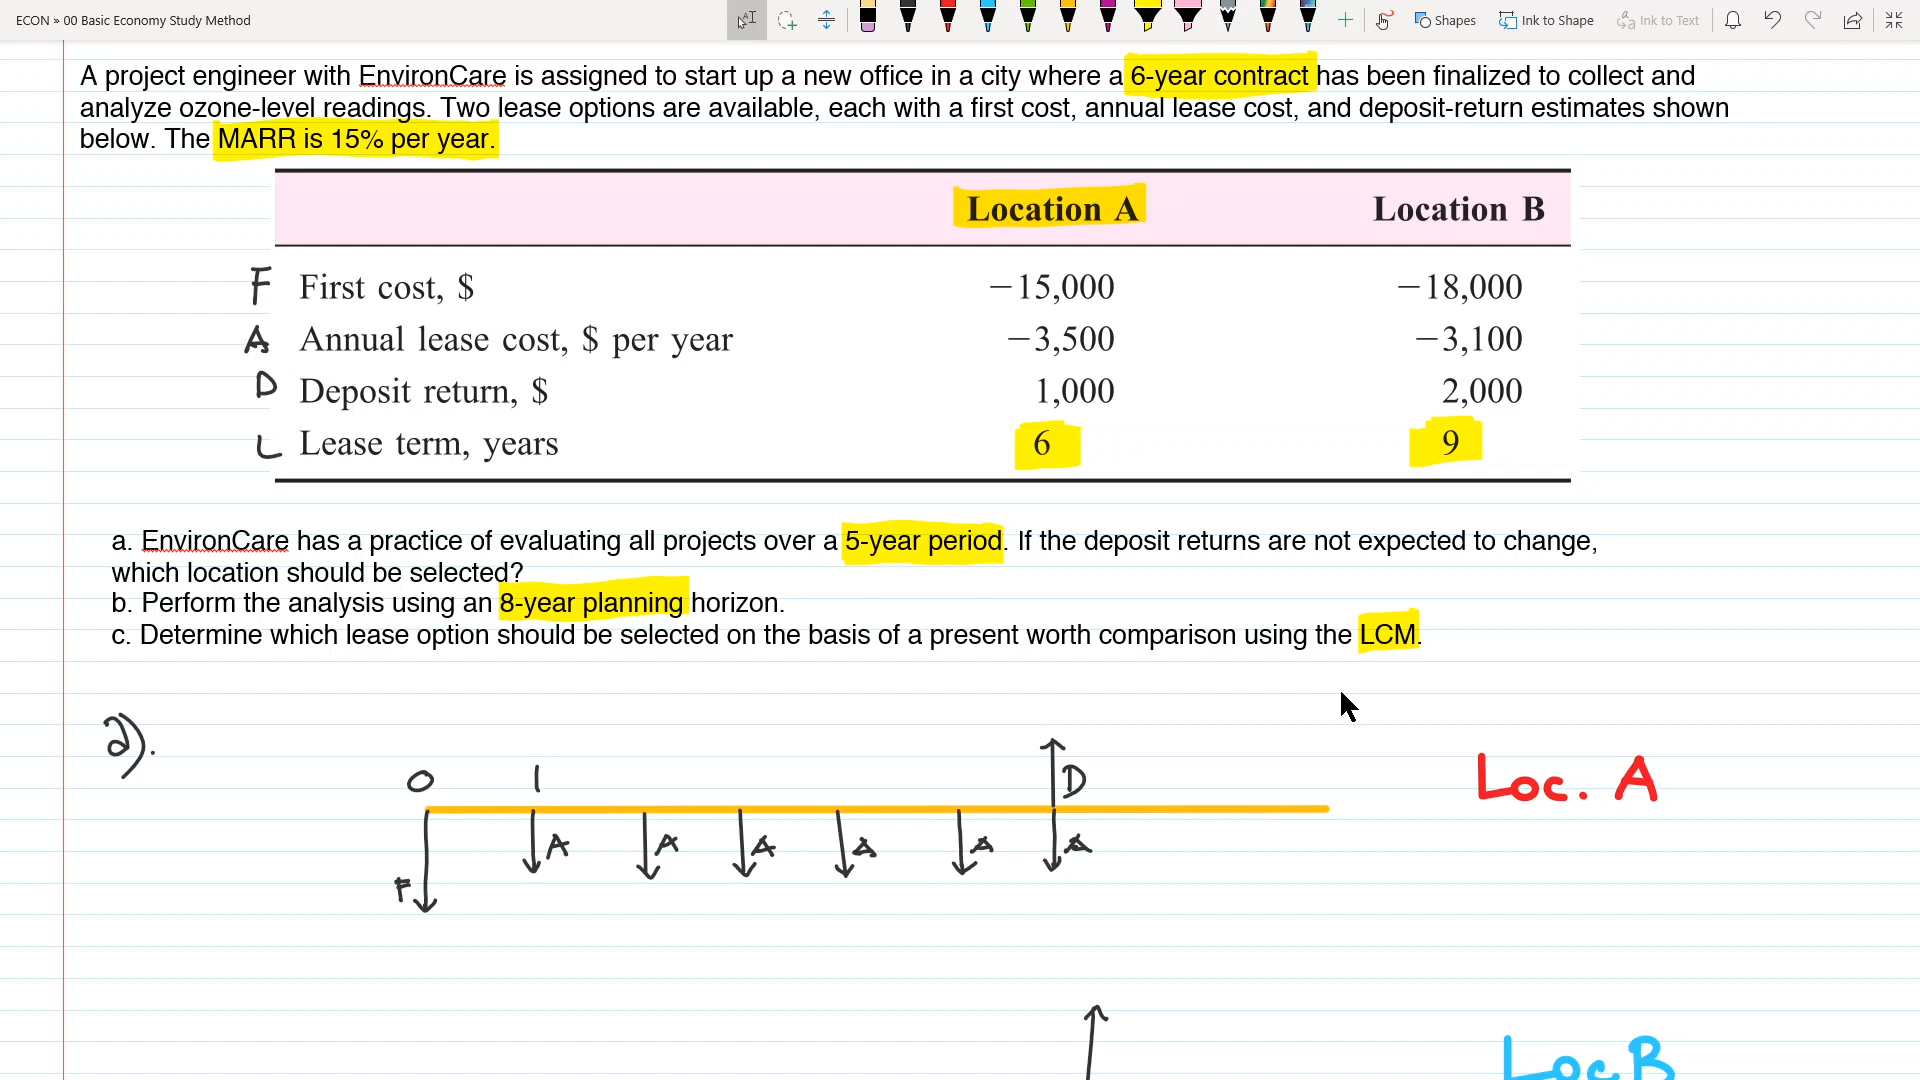 ECON » 00 Basic Economy Study Method
Shapes Ink to Shape Ink to Text
A project engineer with EnvironCare is assigned to start up a new office in a city where a 6-year contract has been finalized to collect and
analyze ozone-level readings. Two lease options are available, each with a first cost, annual lease cost, and deposit-return estimates shown
below. The MARR is 15% per year.
Location A Location B
F First cost, $ −15,000 −18,000
A Annual lease cost, $ per year −3,500 −3,100
D Deposit return, $ 1,000 2,000
L Lease term, years 6 9
a. EnvironCare has a practice of evaluating all projects over a 5-year period. If the deposit returns are not expected to change,
which location should be selected?
b. Perform the analysis using an 8-year planning horizon.
c. Determine which lease option should be selected on the basis of a present worth comparison using the LCM.
a).
0 1 D Loc. A
A A A A A A
F
Loc B